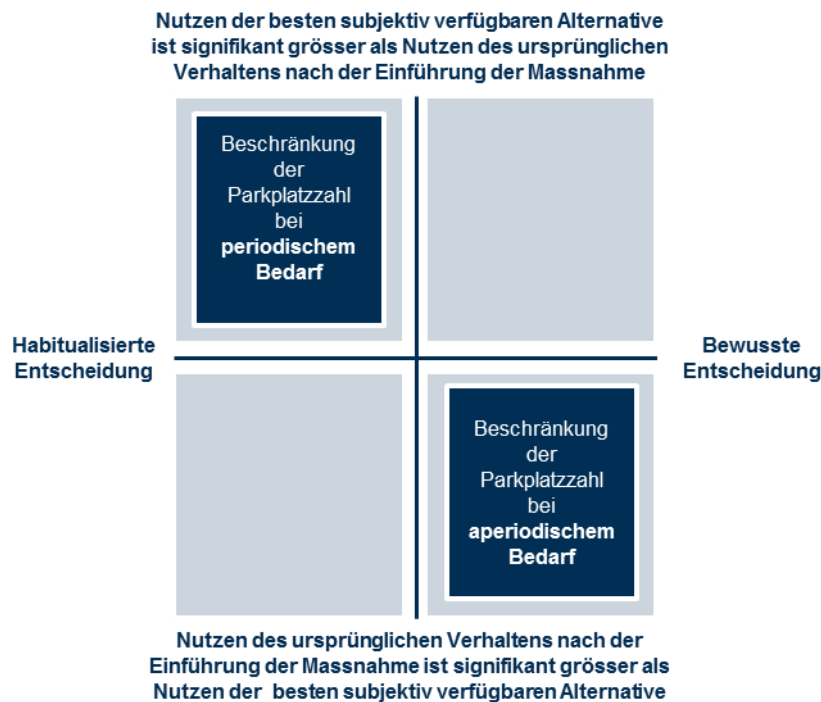 Nutzen der besten subjektiv verfügbaren Alternative
ist signifikant grösser als Nutzen des ursprünglichen
Verhaltens nach der Einführung der Massnahme
Beschränkung
der
Parkplatzzahl
bei
periodischem
Bedarf
Habitualisierte
Entscheidung
Bewusste
Entscheidung
Beschränkung
der
Parkplatzzahl
bei
aperiodischem
Bedarf
Nutzen des ursprünglichen Verhaltens nach der
Einführung der Massnahme ist signifikant grösser als
Nutzen der besten subjektiv verfügbaren Alternative